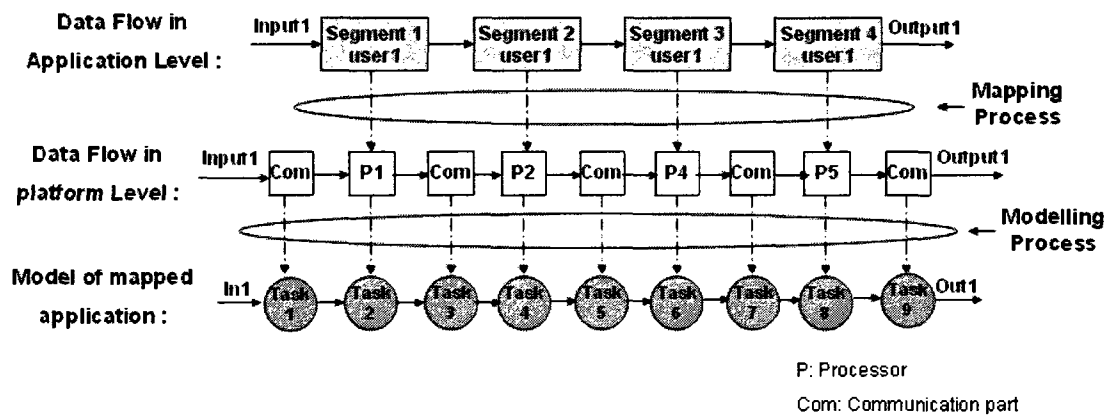 Data Flow in
Application Level :
Input1
Segment 1
user1
Segment 2
user1
Segment 3
user1
Segment 4
user1
Output1
Mapping
Process
Data Flow in
platform Level :
Input1
Com
P1
Com
P2
Com
P4
Com
P5
Com
Output1
Modelling
Process
Model of mapped
application :
In1
Task
1
Task
2
Task
3
Task
4
Task
5
Task
6
Task
7
Task
8
Task
9
Out1
P: Processor
Com: Communication part